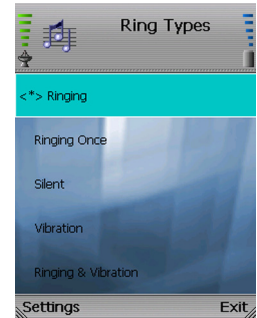 Ring Types
<*> Ringing
Ringing Once
Silent
Vibration
Ringing & Vibration
Settings Exit